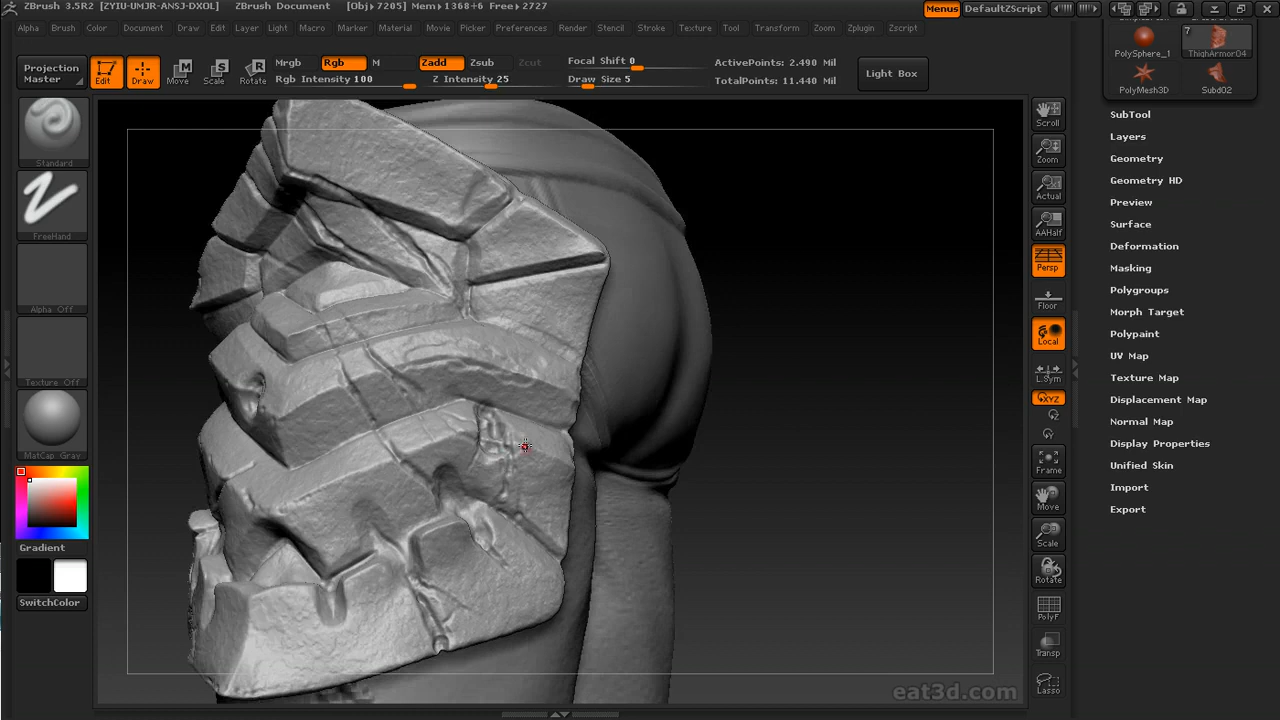 ZBrush 3.5R2 [ZYIU-UMJR-ANSJ-DXOL] ZBrush Document [Obj▸7205] Mem▸1368+6 Free▸2727 Menus DefaultZScript
Alpha Brush Color Document Draw Edit Layer Light Macro Marker Material Movie Picker Preferences Render Stencil Stroke Texture Tool Transform Zoom Zplugin Zscript
Projection Master
Edit Draw Move Scale Rotate
Mrgb Rgb M
Rgb Intensity 100
Zadd Zsub Zcut
Z Intensity 25
Focal Shift 0
Draw Size 5
ActivePoints: 2.490 Mil
TotalPoints: 11.440 Mil
Light Box
Standard
FreeHand
Alpha Off
Texture Off
MatCap Gray
Gradient
SwitchColor
Scroll
Zoom
Actual
AAHalf
Persp
Floor
Local
L.Sym
XYZ
Z
Y
Frame
Move
Scale
Rotate
PolyF
Transp
Lasso
PolySphere_1
7
ThighArmor04
PolyMesh3D
Subd02
SubTool
Layers
Geometry
Geometry HD
Preview
Surface
Deformation
Masking
Polygroups
Morph Target
Polypaint
UV Map
Texture Map
Displacement Map
Normal Map
Display Properties
Unified Skin
Import
Export
eat3d.com